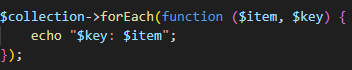 $collection->forEach(function ($item, $key) {
    echo "$key: $item";
});